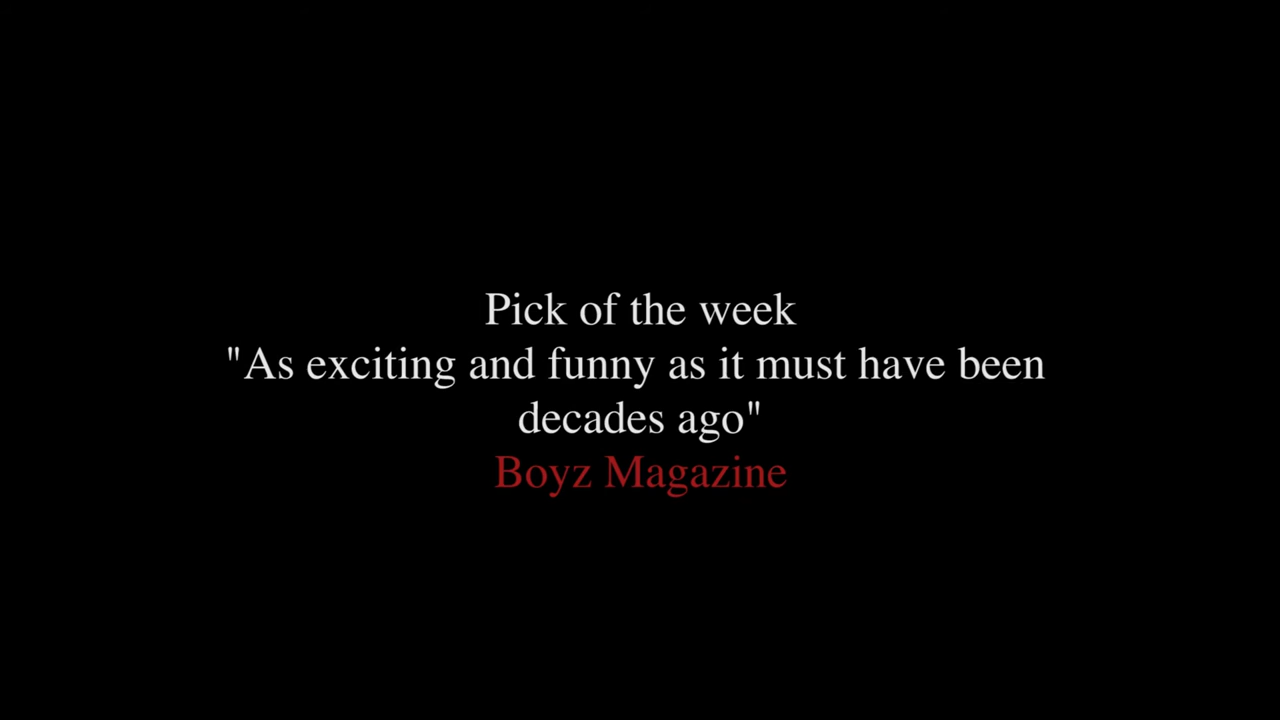 Pick of the week
"As exciting and funny as it must have been
decades ago"
Boyz Magazine